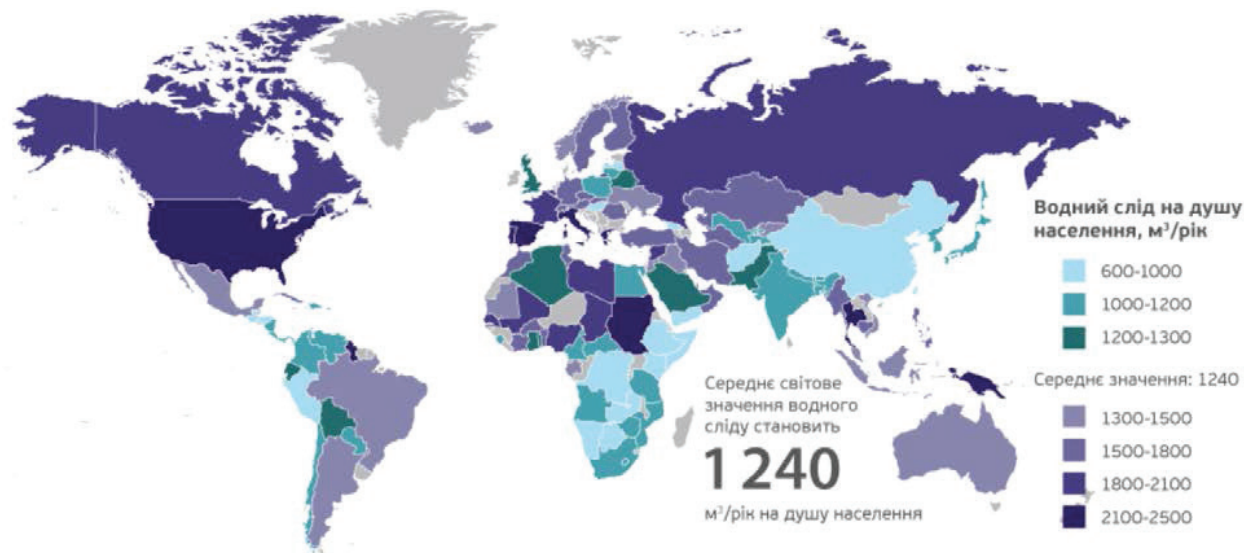 Водний слід на душу
населення, м³/рік
600-1000
1000-1200
1200-1300
Середнє значення: 1240
1300-1500
1500-1800
1800-2100
2100-2500
Середнє світове
значення водного
сліду становить
1 240
м³/рік на душу населення